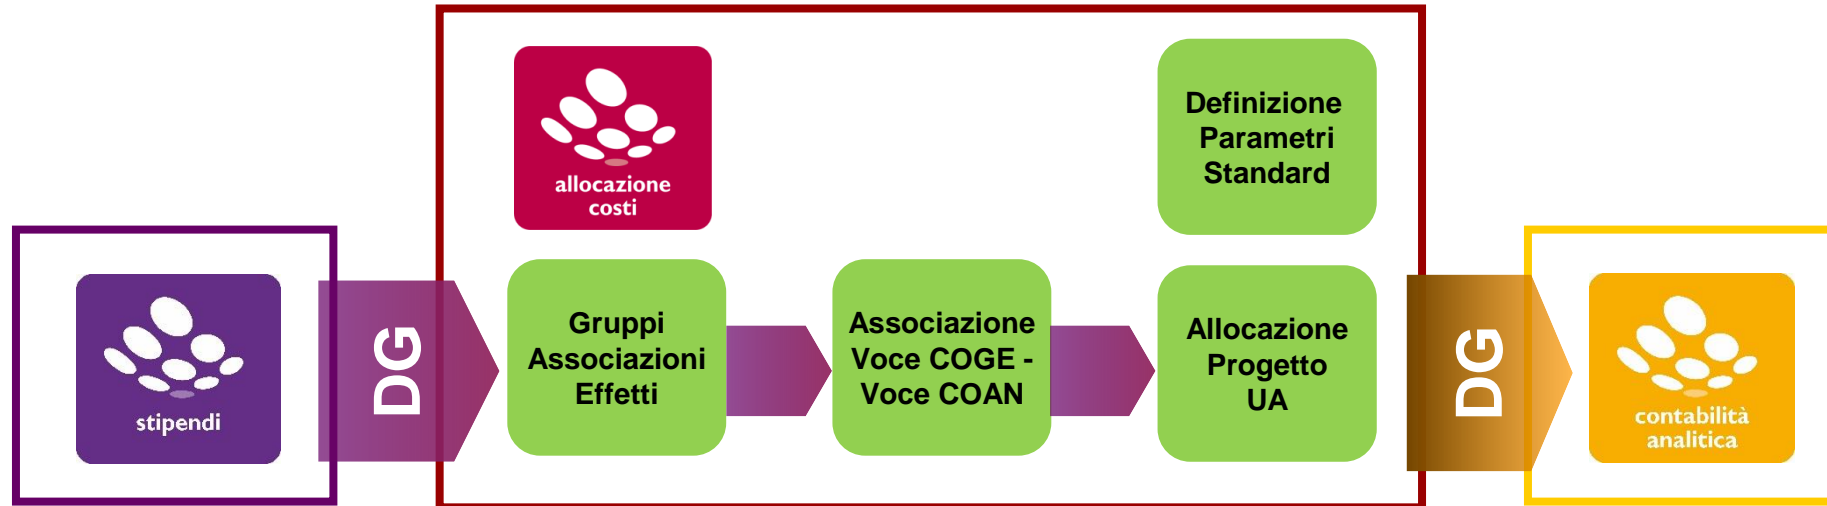 stipendi
DG
allocazione
costi
Gruppi
Associazioni
Effetti
Associazione
Voce COGE -
Voce COAN
Definizione
Parametri
Standard
Allocazione
Progetto
UA
DG
contabilità
analitica